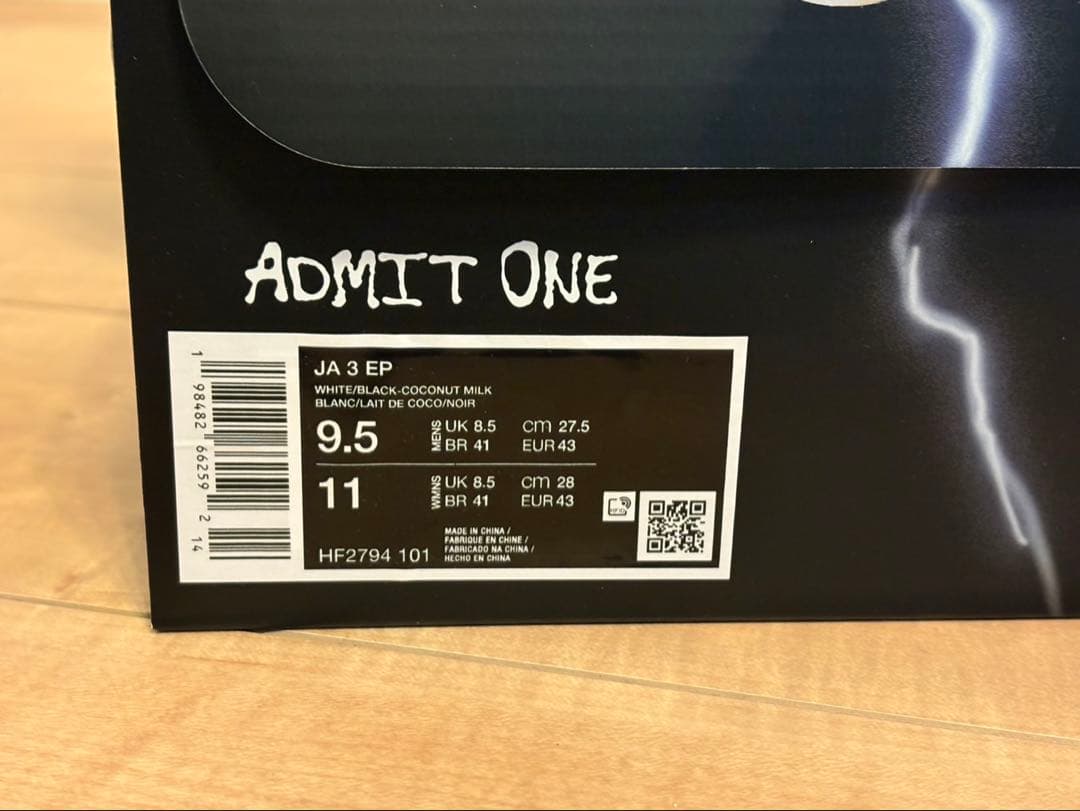 ADMIT ONE
JA 3 EP
WHITE/BLACK-COCONUT MILK
BLANC/LAIT DE COCO/NOIR
9.5 MENS UK 8.5 cm 27.5
BR 41 EUR 43
11 WMNS UK 8.5 cm 28
BR 41 EUR 43
MADE IN CHINA /
FABRIQUE EN CHINE /
FABRICADO NA CHINA /
HECHO EN CHINA
HF2794 101
RFID
1 98482 66259 2 14